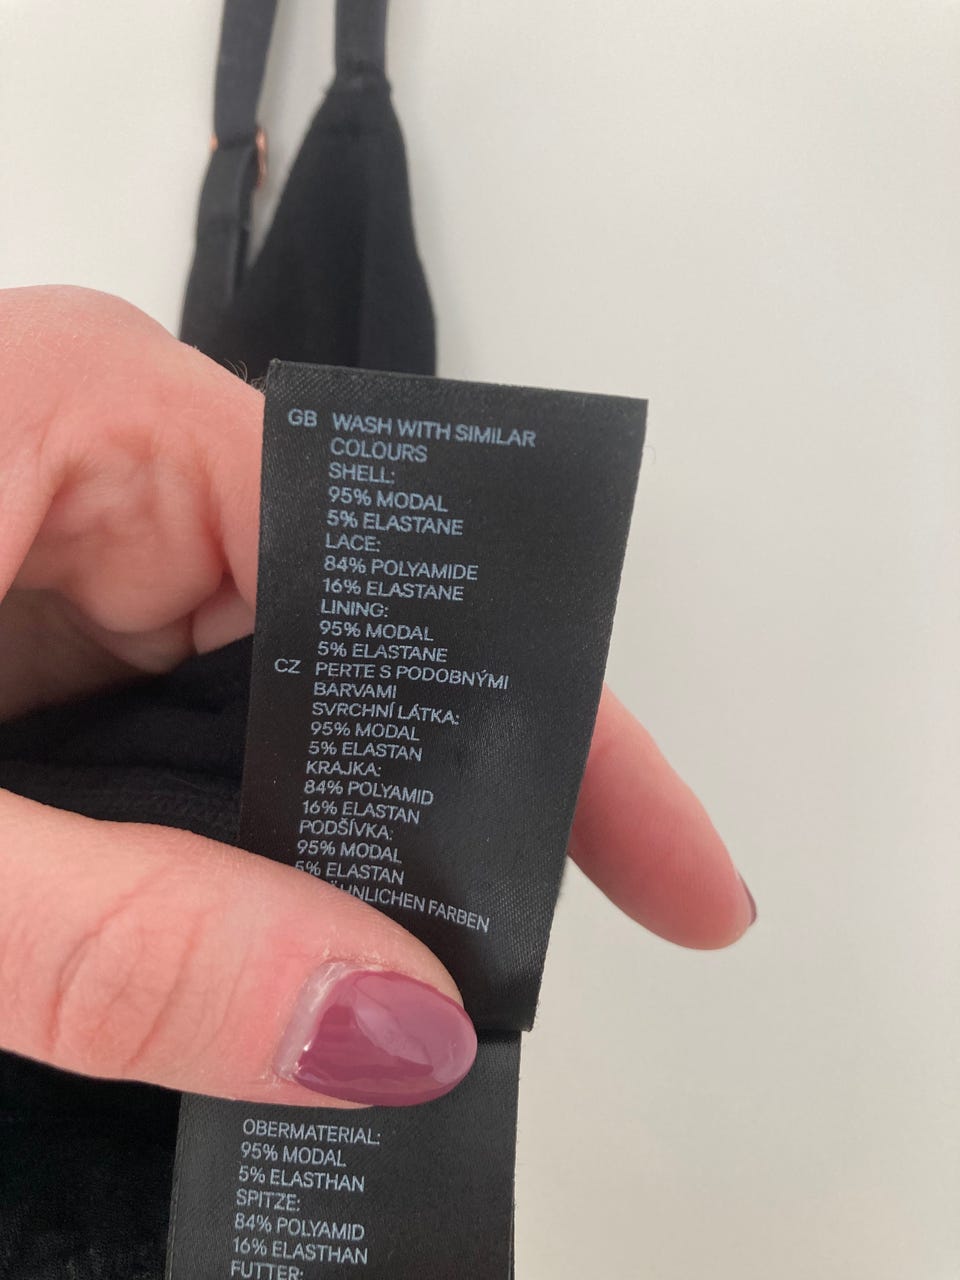 GB WASH WITH SIMILAR
COLOURS
SHELL:
95% MODAL
5% ELASTANE
LACE:
84% POLYAMIDE
16% ELASTANE
LINING:
95% MODAL
5% ELASTANE
CZ PERTE S PODOBNÝMI
BARVAMI
SVRCHNÍ LÁTKA:
95% MODAL
5% ELASTAN
KRAJKA:
84% POLYAMID
16% ELASTAN
PODŠÍVKA:
95% MODAL
5% ELASTAN
FARBEN
OBERMATERIAL:
95% MODAL
5% ELASTHAN
SPITZE:
84% POLYAMID
16% ELASTHAN
FUTTER: